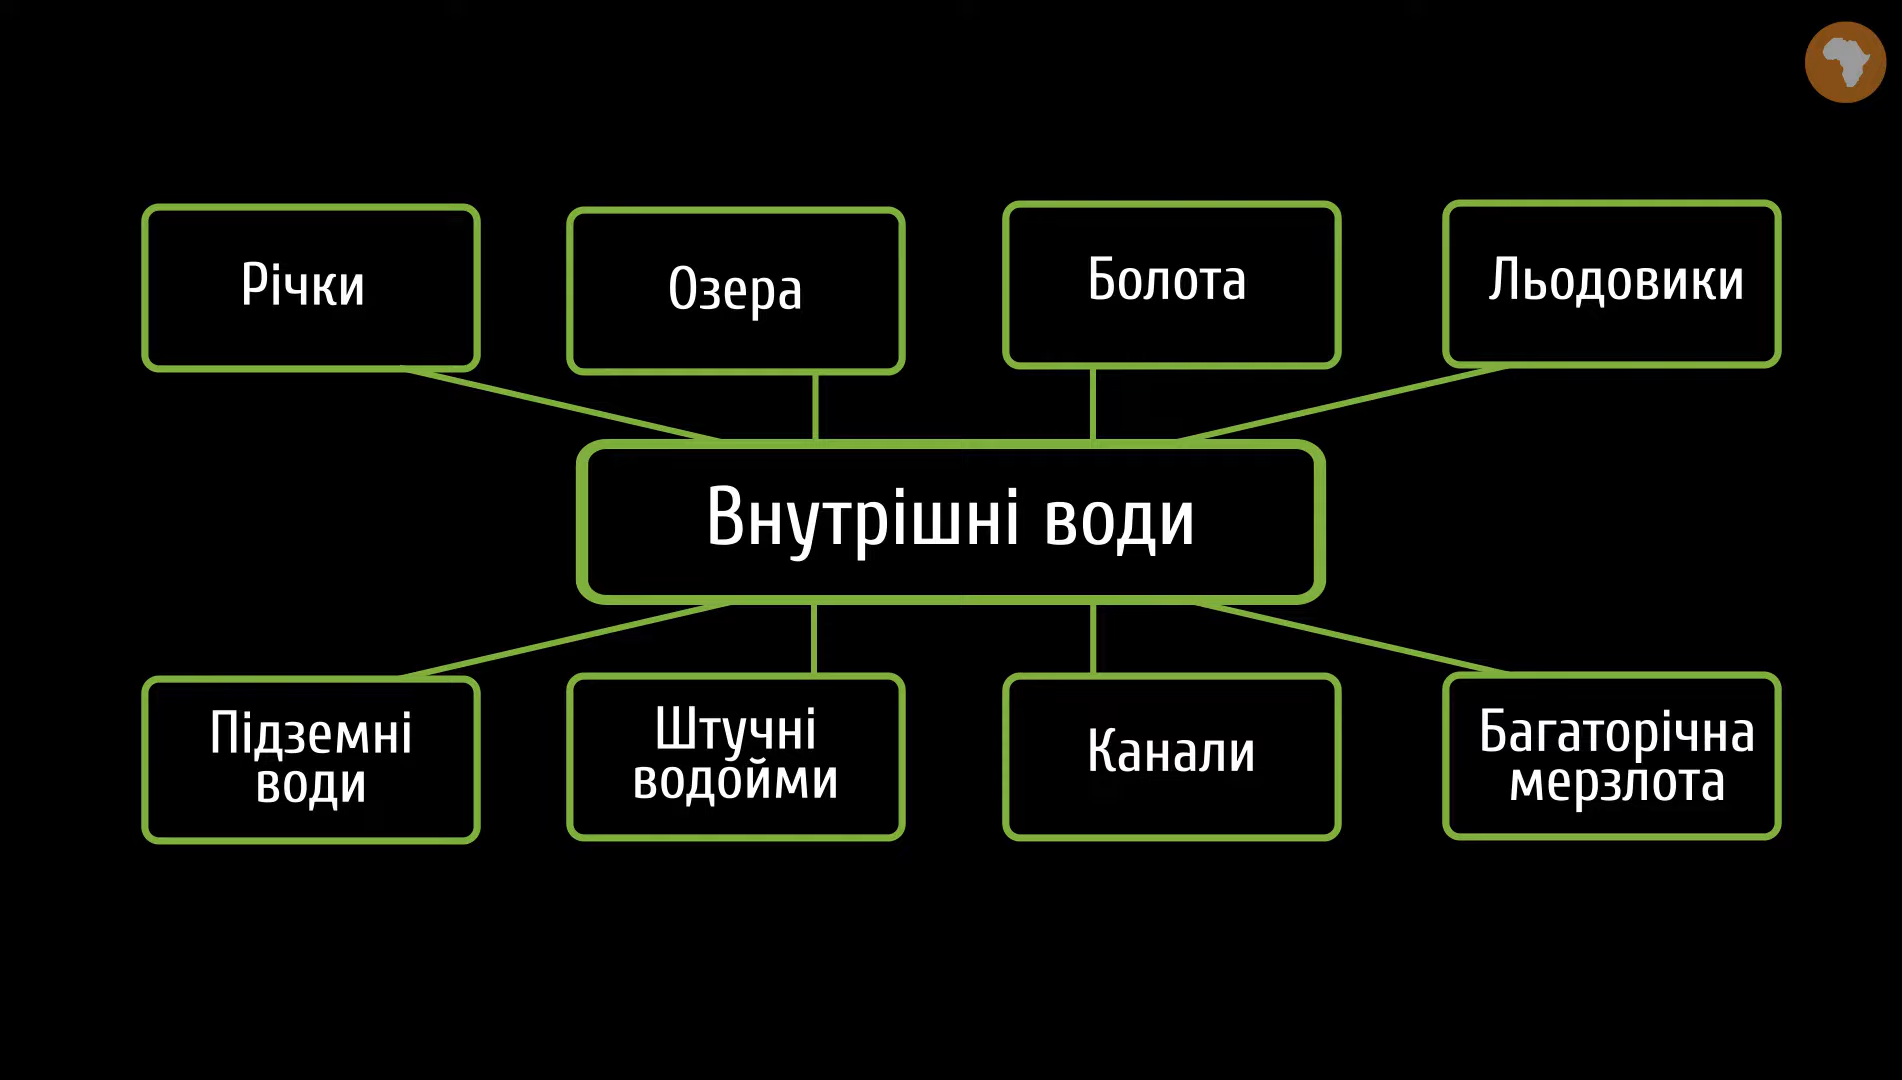 Річки
Озера
Болота
Льодовики
Внутрішні води
Підземні
води
Штучні
водойми
Канали
Багаторічна
мерзлота